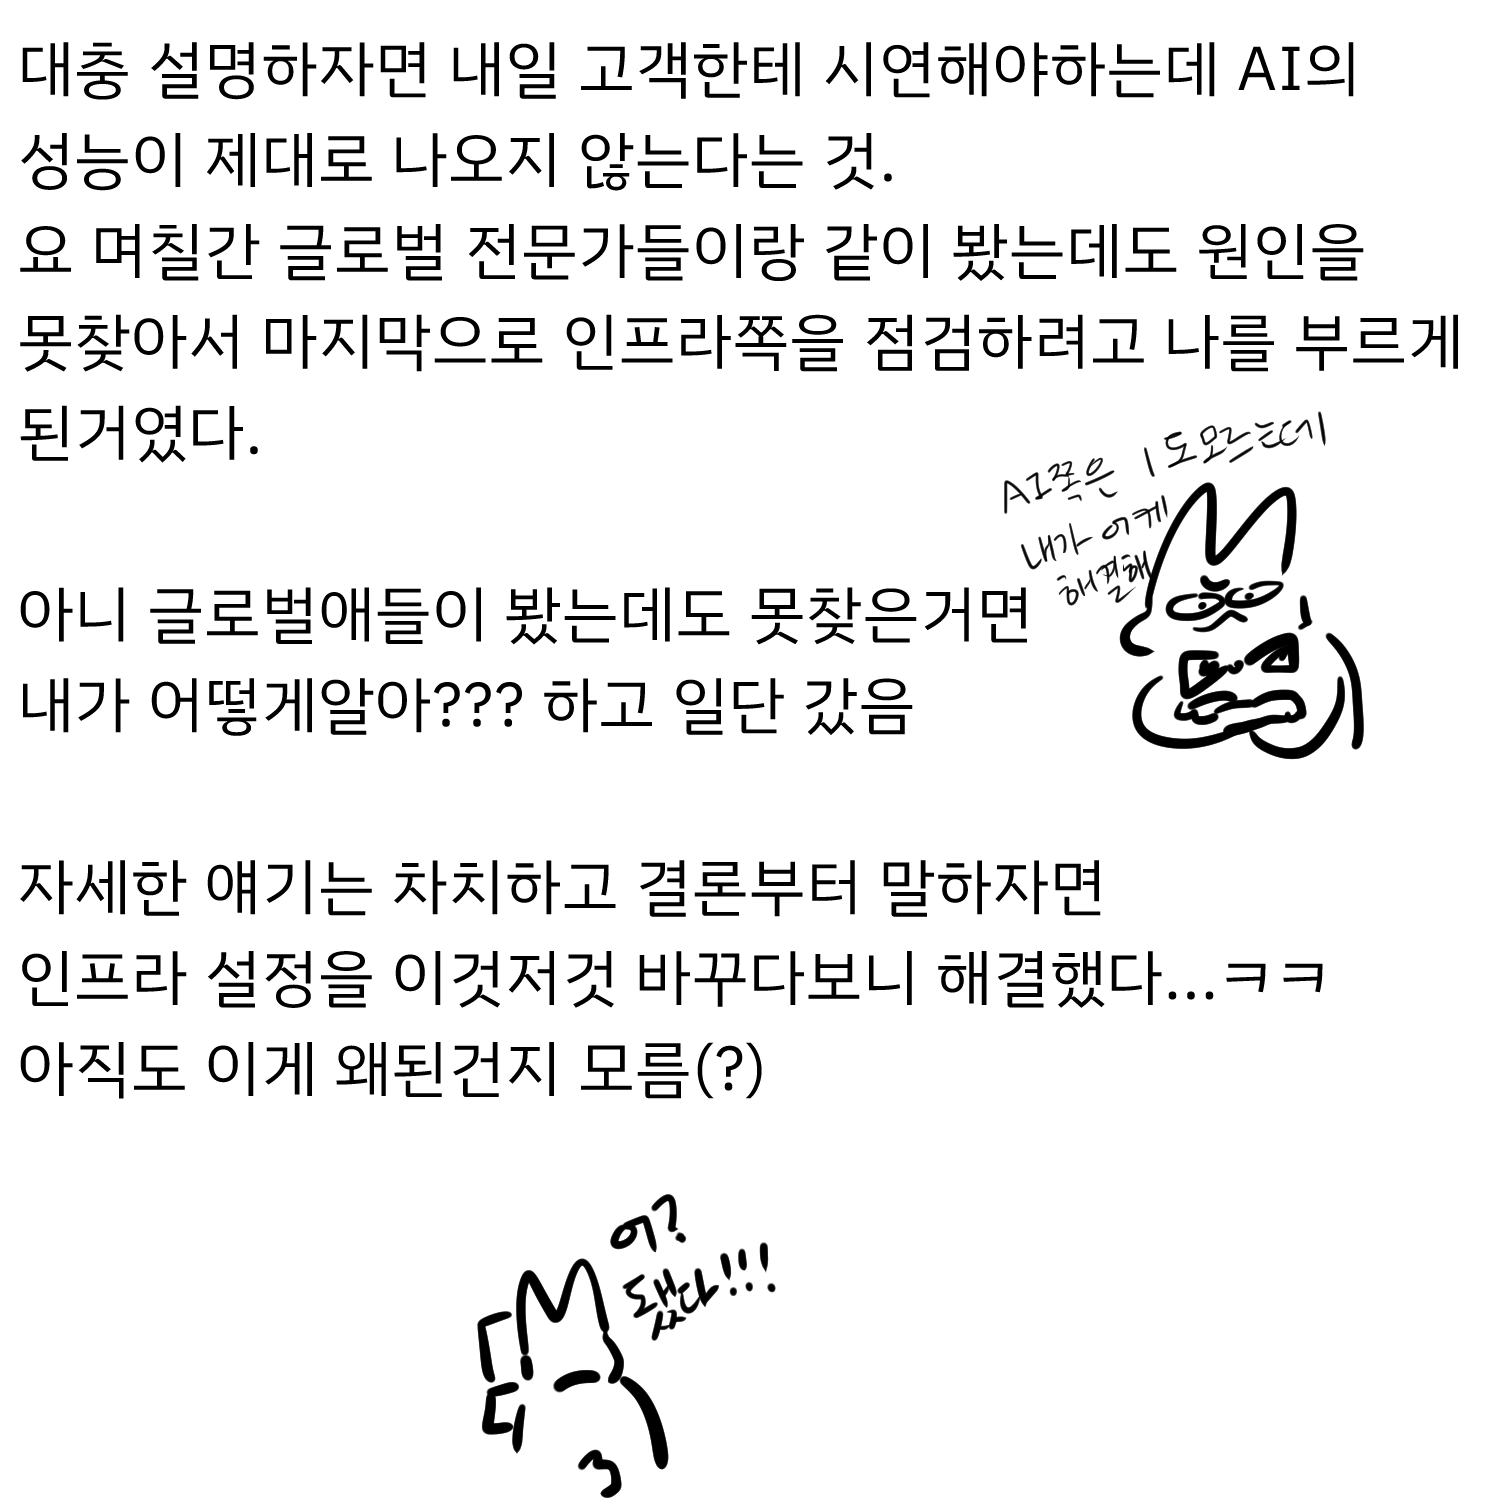 대충 설명하자면 내일 고객한테 시연해야하는데 AI의
성능이 제대로 나오지 않는다는 것.
요 며칠간 글로벌 전문가들이랑 같이 봤는데도 원인을
못찾아서 마지막으로 인프라쪽을 점검하려고 나를 부르게
된거였다.
AI쪽은 1도모르는데
내가 어케
해결해
아니 글로벌애들이 봤는데도 못찾은거면
내가 어떻게알아??? 하고 일단 갔음
자세한 얘기는 차치하고 결론부터 말하자면
인프라 설정을 이것저것 바꾸다보니 해결했다...ㅋㅋ
아직도 이게 왜된건지 모름(?)
어?
됐다!!!